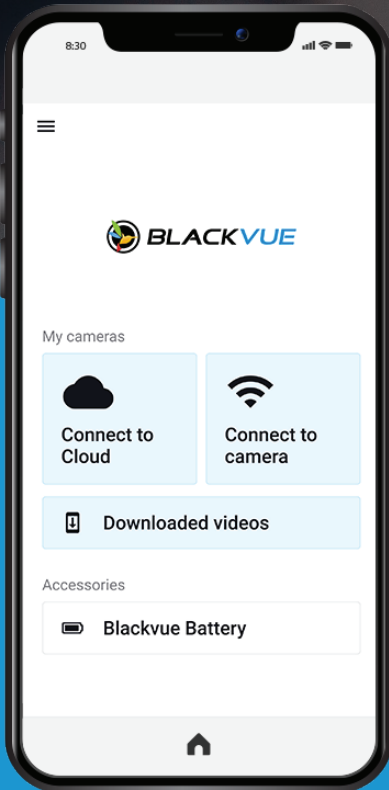 8:30
BLACKVUE
My cameras
Connect to
Cloud
Connect to
camera
Downloaded videos
Accessories
Blackvue Battery